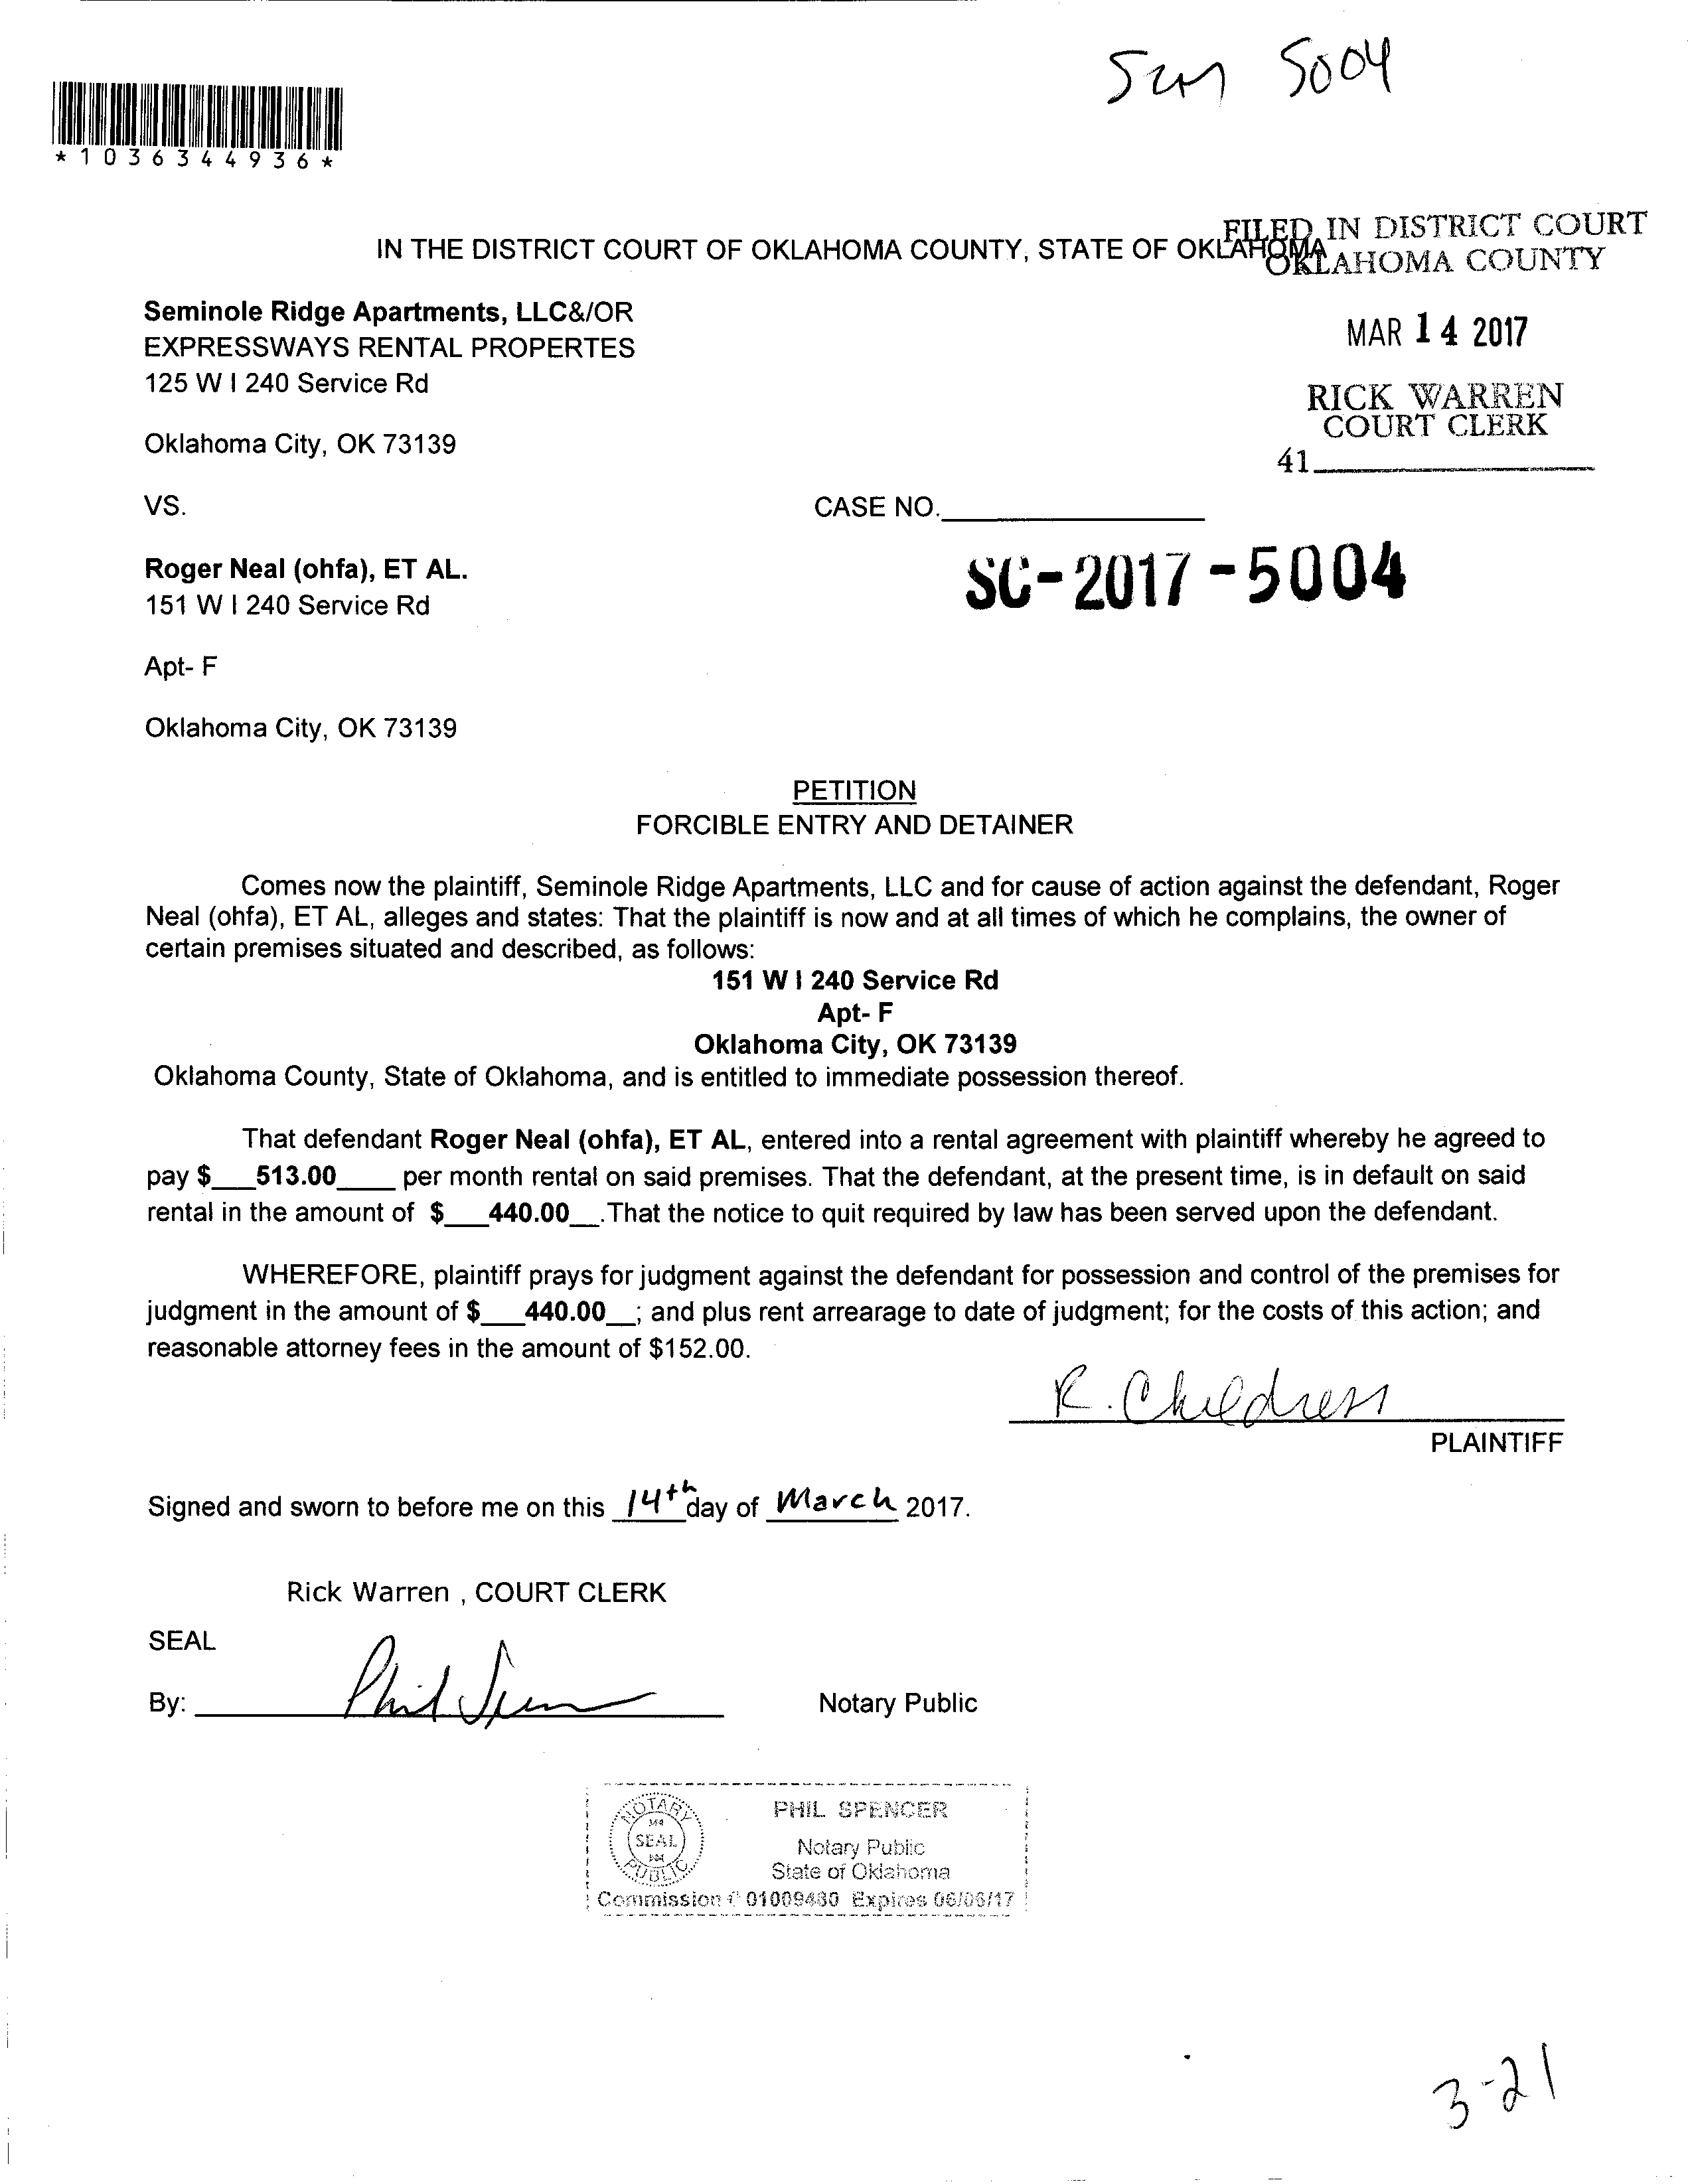 5004
*1036344936*
FILED IN DISTRICT COURT
OKLAHOMA COUNTY
IN THE DISTRICT COURT OF OKLAHOMA COUNTY, STATE OF OKLAHOMA
Seminole Ridge Apartments, LLC&/OR
EXPRESSWAYS RENTAL PROPERTES
MAR 14 2017
125 W I 240 Service Rd
RICK WARREN
COURT CLERK
Oklahoma City, OK 73139
41
VS.
CASE NO.
SC-2017-5004
Roger Neal (ohfa), ET AL.
151 W I 240 Service Rd
Apt- F
Oklahoma City, OK 73139
PETITION
FORCIBLE ENTRY AND DETAINER
Comes now the plaintiff, Seminole Ridge Apartments, LLC and for cause of action against the defendant, Roger
Neal (ohfa), ET AL, alleges and states: That the plaintiff is now and at all times of which he complains, the owner of
certain premises situated and described, as follows:
151 W I 240 Service Rd
Apt- F
Oklahoma City, OK 73139
Oklahoma County, State of Oklahoma, and is entitled to immediate possession thereof.
That defendant Roger Neal (ohfa), ET AL, entered into a rental agreement with plaintiff whereby he agreed to
pay $___513.00____ per month rental on said premises. That the defendant, at the present time, is in default on said
rental in the amount of $___440.00__.That the notice to quit required by law has been served upon the defendant.
WHEREFORE, plaintiff prays for judgment against the defendant for possession and control of the premises for
judgment in the amount of $___440.00__; and plus rent arrearage to date of judgment; for the costs of this action; and
reasonable attorney fees in the amount of $152.00.
R. Childress
PLAINTIFF
Signed and sworn to before me on this 14th day of March 2017.
Rick Warren , COURT CLERK
SEAL
By: Phil Spencer Notary Public
NOTARY
SEAL
PUBLIC
PHIL SPENCER
Notary Public
State of Oklahoma
Commission # 01009480 Expires 06/06/17
3-21